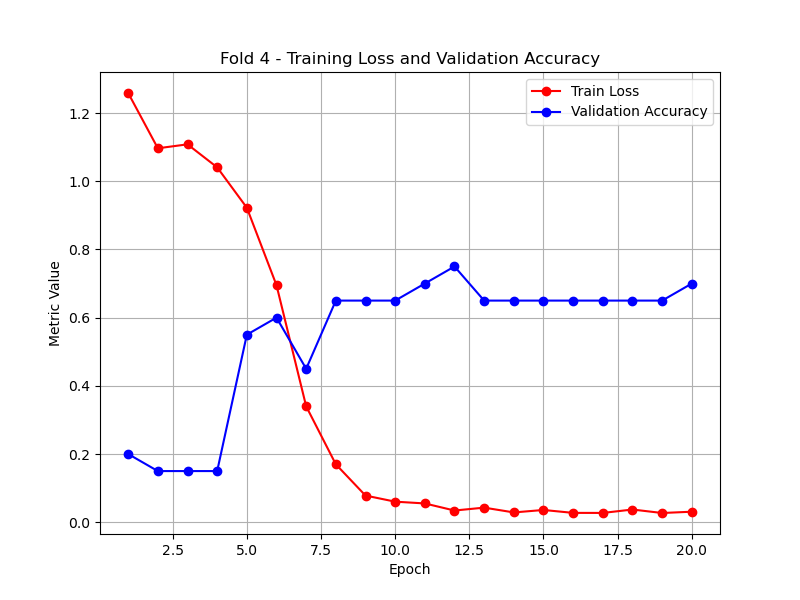 Fold 4 - Training Loss and Validation Accuracy
Train Loss
Validation Accuracy
Metric Value
1.2
1.0
0.8
0.6
0.4
0.2
0.0
2.5 5.0 7.5 10.0 12.5 15.0 17.5 20.0
Epoch